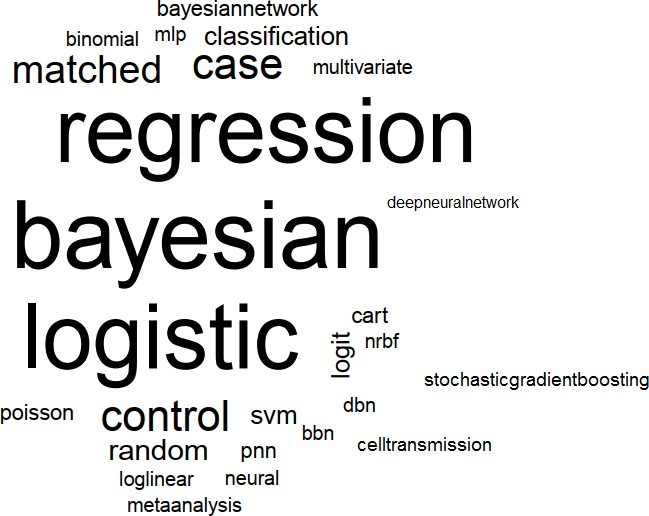 bayesiannetwork
binomial mlp classification
matched case multivariate
regression
bayesian deepneuralnetwork
logistic cart
logit nrbf
stochasticgradientboosting
poisson control svm dbn
bbn
random pnn celltransmission
loglinear neural
metaanalysis